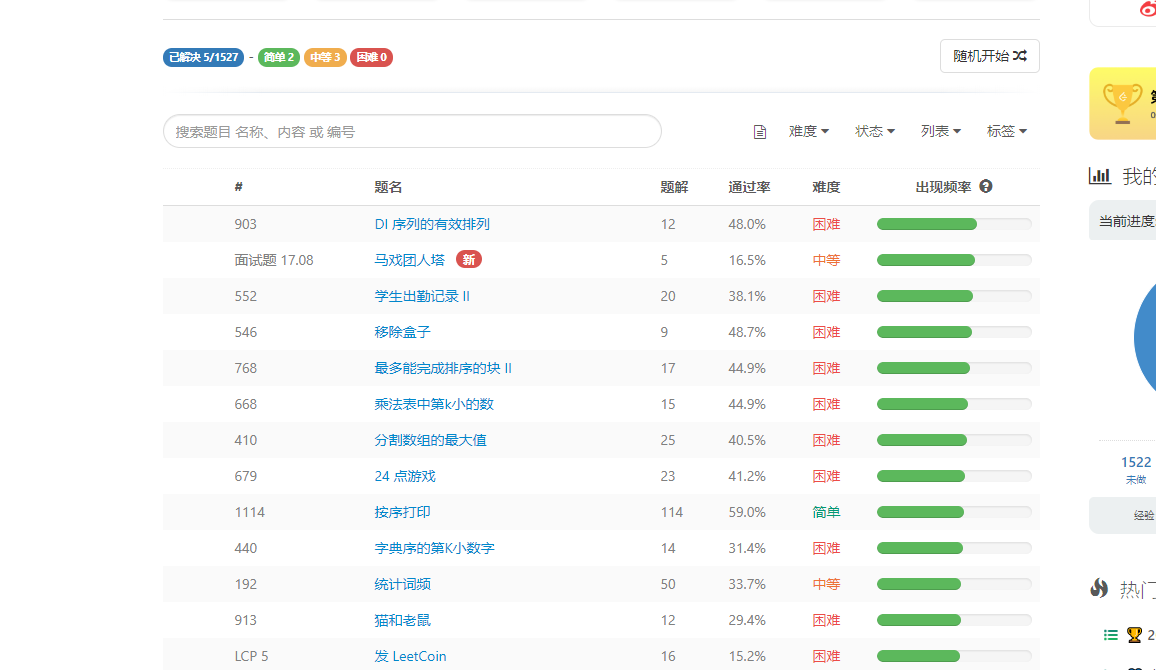 已解决 5/1527 - 简单 2 中等 3 困难 0
随机开始
搜索题目 名称、内容 或 编号
难度 状态 列表 标签
# 题名 题解 通过率 难度 出现频率
903 DI 序列的有效排列 12 48.0% 困难
面试题 17.08 马戏团人塔 新 5 16.5% 中等
552 学生出勤记录 II 20 38.1% 困难
546 移除盒子 9 48.7% 困难
768 最多能完成排序的块 II 17 44.9% 困难
668 乘法表中第k小的数 15 44.9% 困难
410 分割数组的最大值 25 40.5% 困难
679 24 点游戏 23 41.2% 困难
1114 按序打印 114 59.0% 简单
440 字典序的第K小数字 14 31.4% 困难
192 统计词频 50 33.7% 中等
913 猫和老鼠 12 29.4% 困难
LCP 5 发 LeetCoin 16 15.2% 困难
我的
当前进度
1522
未做
经验
热门
2